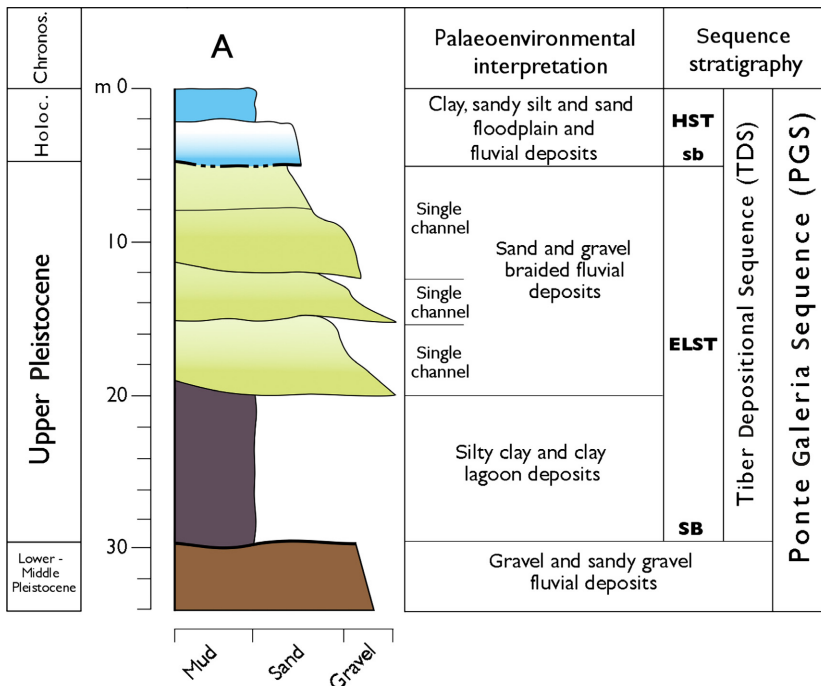 Chronos.
A
Palaeoenvironmental
interpretation
Sequence
stratigraphy
Holoc.
Upper Pleistocene
Lower -
Middle
Pleistocene
m 0
10
20
30
Mud
Sand
Gravel
Clay, sandy silt and sand
floodplain and
fluvial deposits
Single
channel
Single
channel
Single
channel
Sand and gravel
braided fluvial
deposits
Silty clay and clay
lagoon deposits
Gravel and sandy gravel
fluvial deposits
HST
sb
ELST
SB
Tiber Depositional Sequence (TDS)
Ponte Galeria Sequence (PGS)